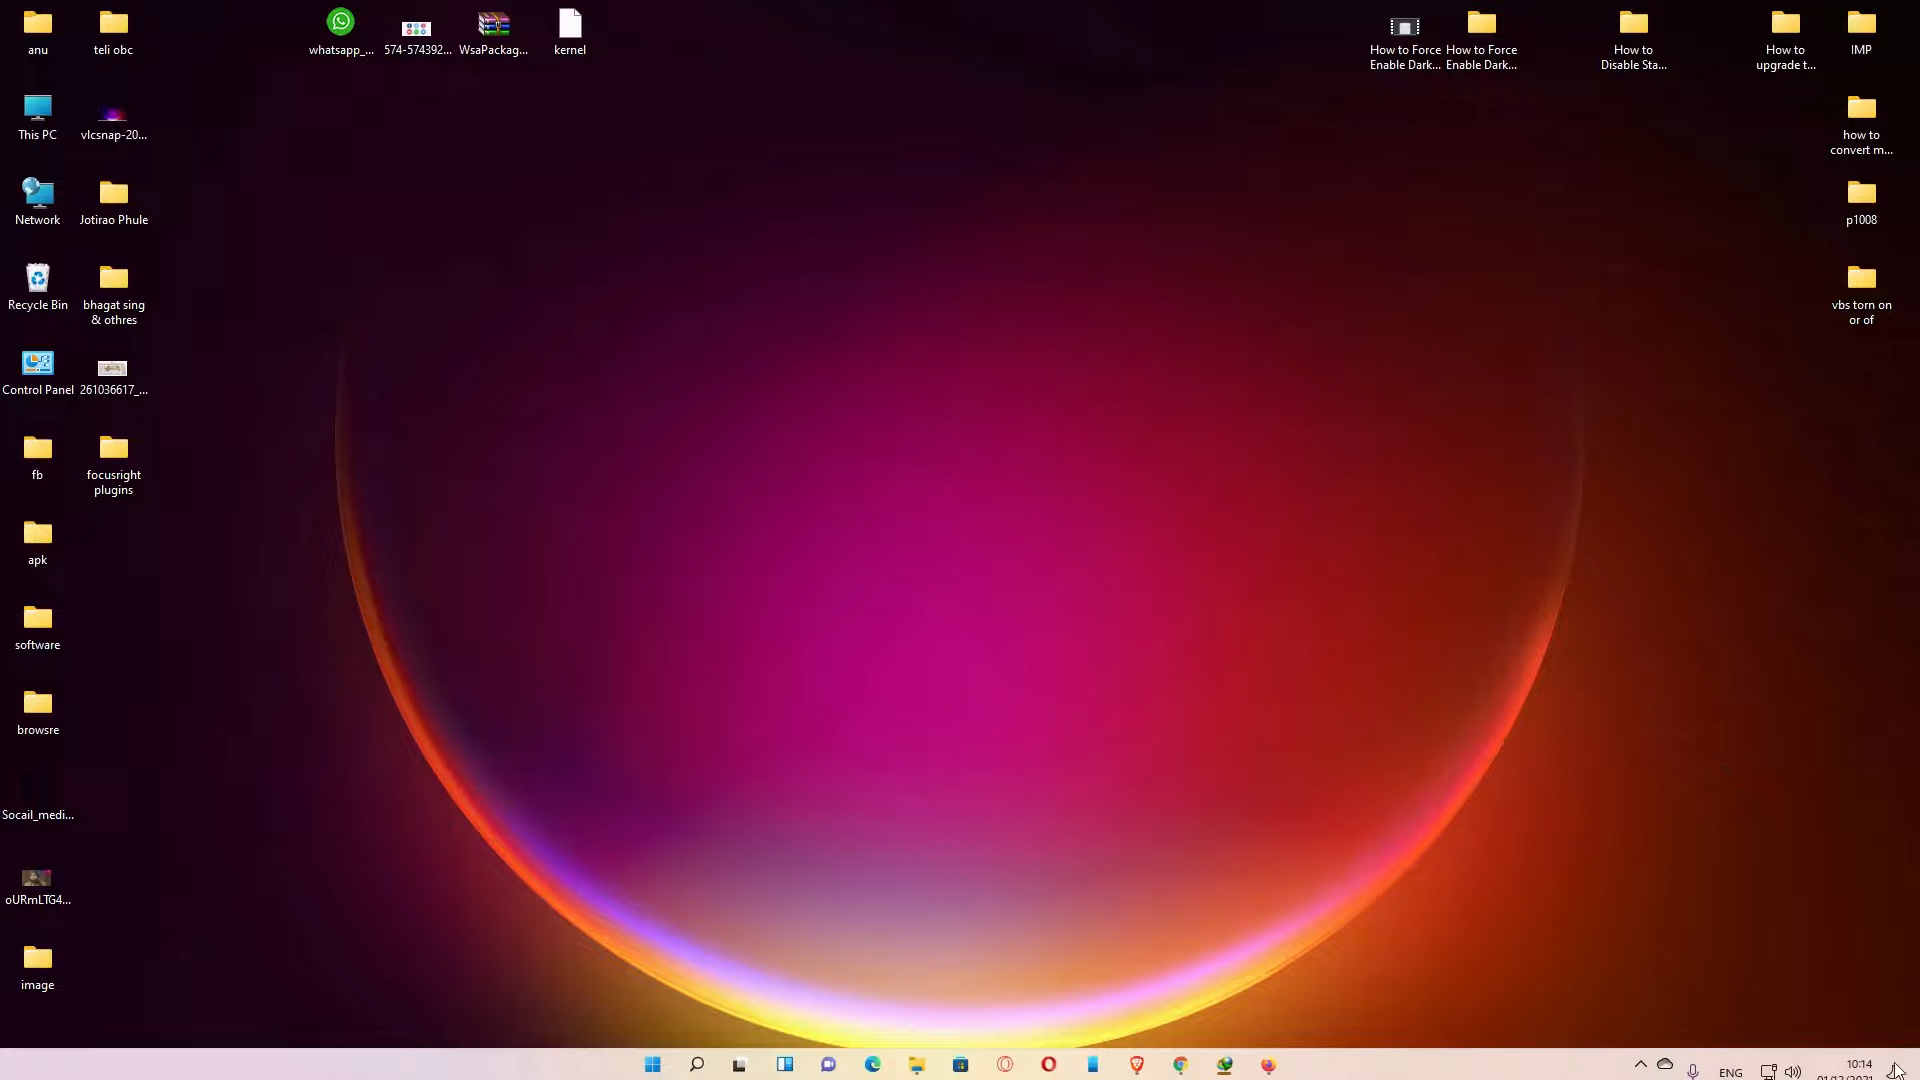 anu
teli obc
whatsapp_...
574-574392...
WsaPackag...
kernel
How to Force
Enable Dark...
How to Force
Enable Dark...
How to
Disable Sta...
How to
upgrade t...
IMP
This PC
vlcsnap-20...
how to
convert m...
Network
Jotirao Phule
p1008
Recycle Bin
bhagat sing
& othres
vbs torn on
or of
Control Panel
261036617_...
fb
focusright
plugins
apk
software
browsre
Socail_medi...
oURmLTG4...
image
ENG
10:14